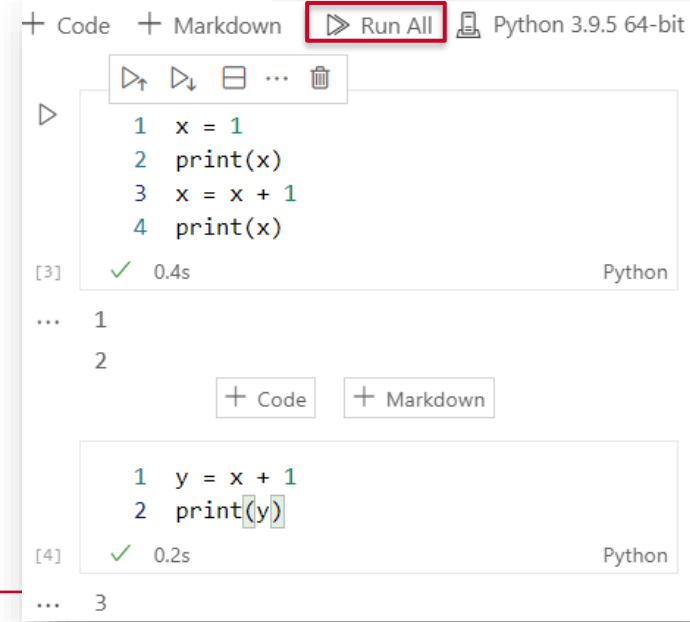 + Code + Markdown Run All Python 3.9.5 64-bit
...
1 x = 1
2 print(x)
3 x = x + 1
4 print(x)
[3] ✓ 0.4s Python
... 1
2
+ Code + Markdown
1 y = x + 1
2 print(y)
[4] ✓ 0.2s Python
... 3